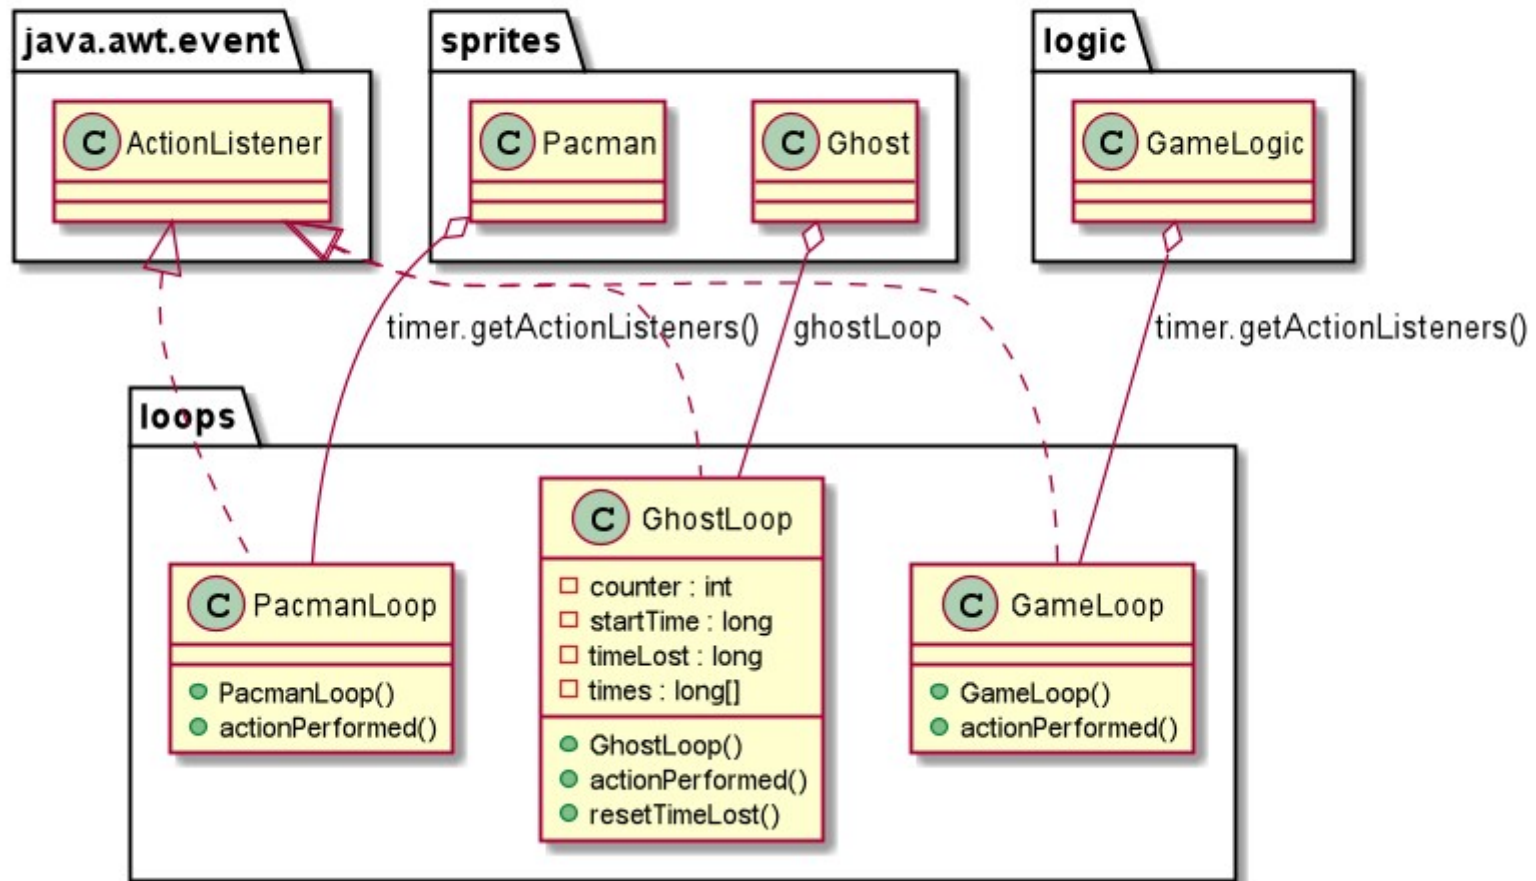 java.awt.event
sprites
logic
C ActionListener
C Pacman
C Ghost
C GameLogic
timer.getActionListeners()
ghostLoop
timer.getActionListeners()
loops
C PacmanLoop
PacmanLoop()
actionPerformed()
C GhostLoop
counter : int
startTime : long
timeLost : long
times : long[]
GhostLoop()
actionPerformed()
resetTimeLost()
C GameLoop
GameLoop()
actionPerformed()